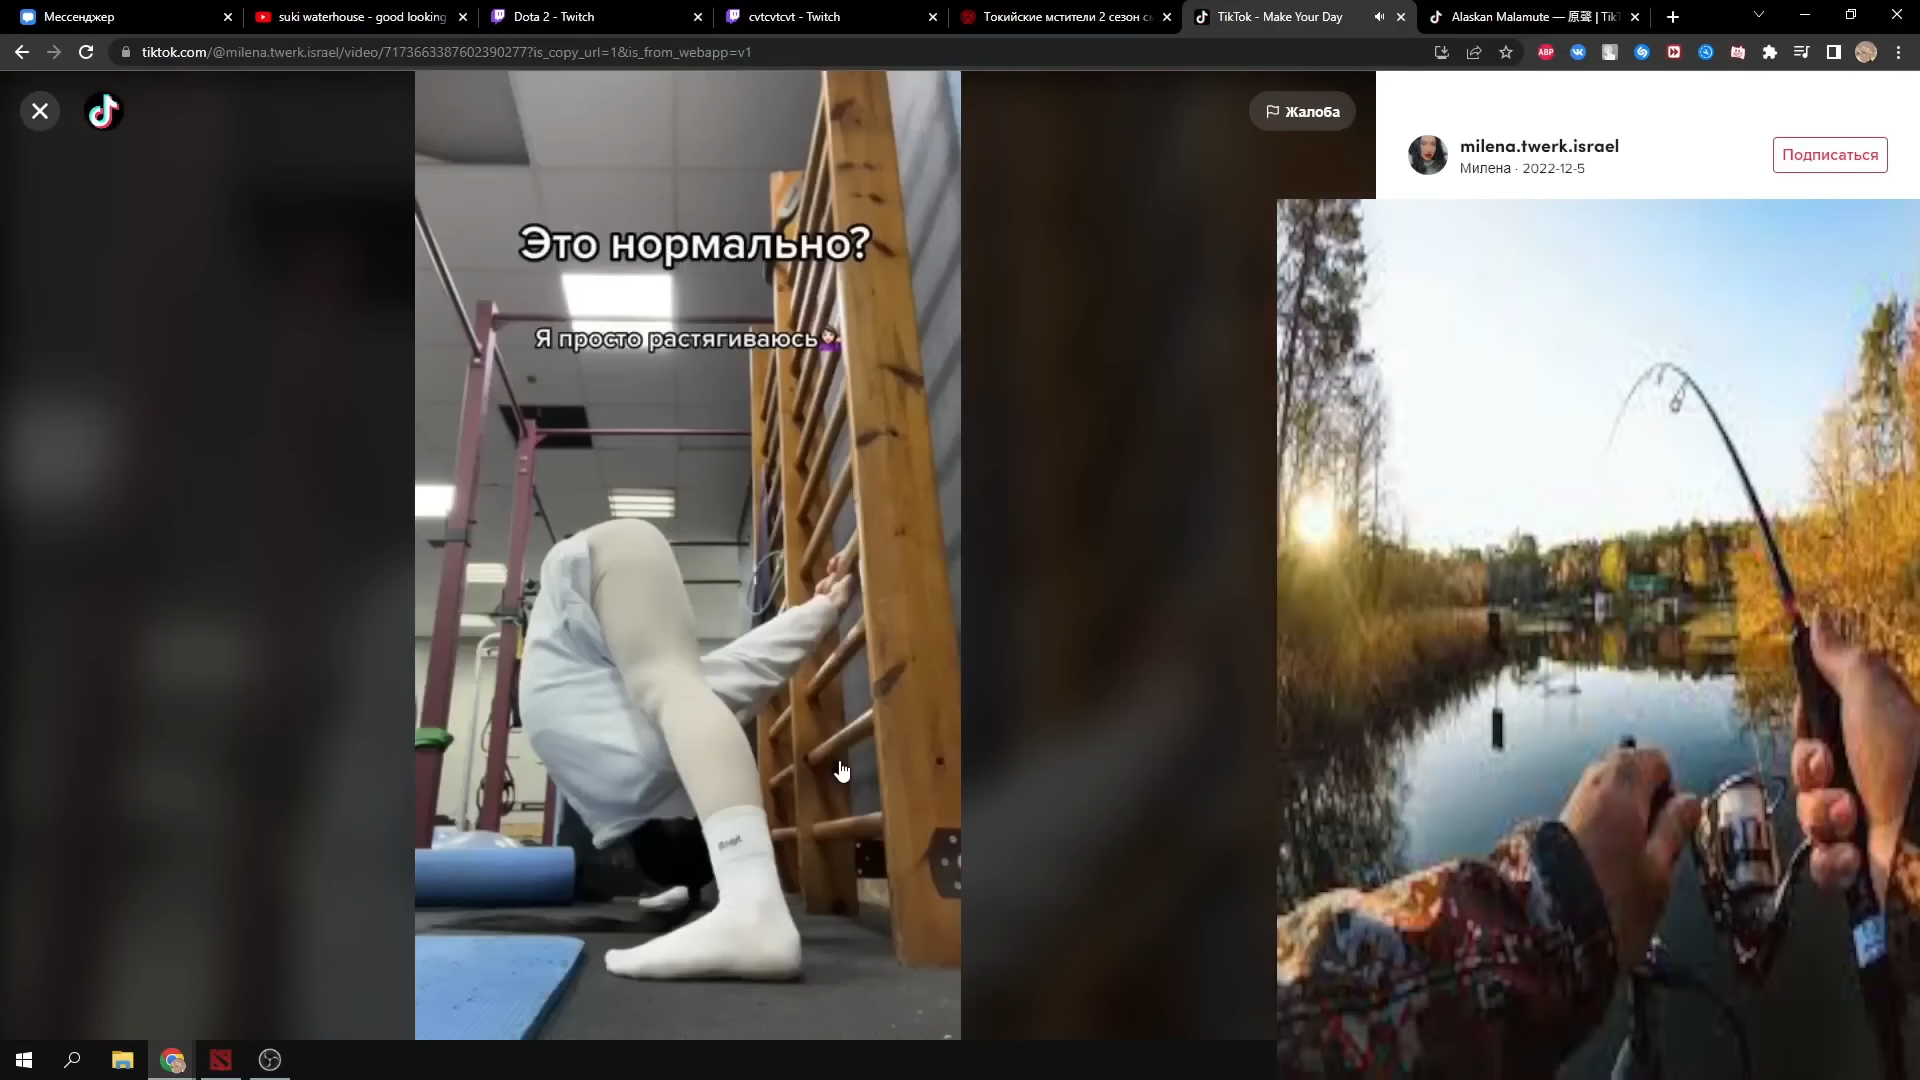 Мессенджер
suki waterhouse - good looking
Dota 2 - Twitch
cvtcvtcvt - Twitch
Токийские мстители 2 сезон
TikTok - Make Your Day
Alaskan Malamute — 原聲 | Tik
tiktok.com/@milena.twerk.israel/video/7173663387602390277?is_copy_url=1&is_from_webapp=v1
ABP
Жалоба
milena.twerk.israel
Милена · 2022-12-5
Подписаться
Это нормально?
Я просто растягиваюсь